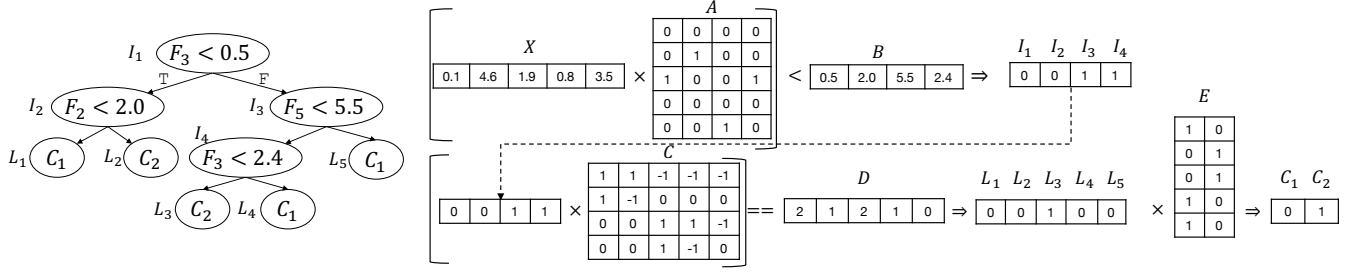 I₁ F₃ < 0.5
T F
I₂ F₂ < 2.0 I₃ F₅ < 5.5
L₁ C₁ L₂ C₂ I₄ F₃ < 2.4 L₅ C₁
L₃ C₂ L₄ C₁
X A B I₁ I₂ I₃ I₄
0.1 4.6 1.9 0.8 3.5
×
0 0 0 0
0 1 0 0
1 0 0 1
0 0 0 0
0 0 1 0
<
0.5 2.0 5.5 2.4
⇒
0 0 1 1
C D L₁ L₂ L₃ L₄ L₅ E C₁ C₂
0 0 1 1
×
1 1 -1 -1 -1
1 -1 0 0 0
0 0 1 1 -1
0 0 1 -1 0
==
2 1 2 1 0
⇒
0 0 1 0 0
×
1 0
0 1
0 1
1 0
1 0
⇒
0 1